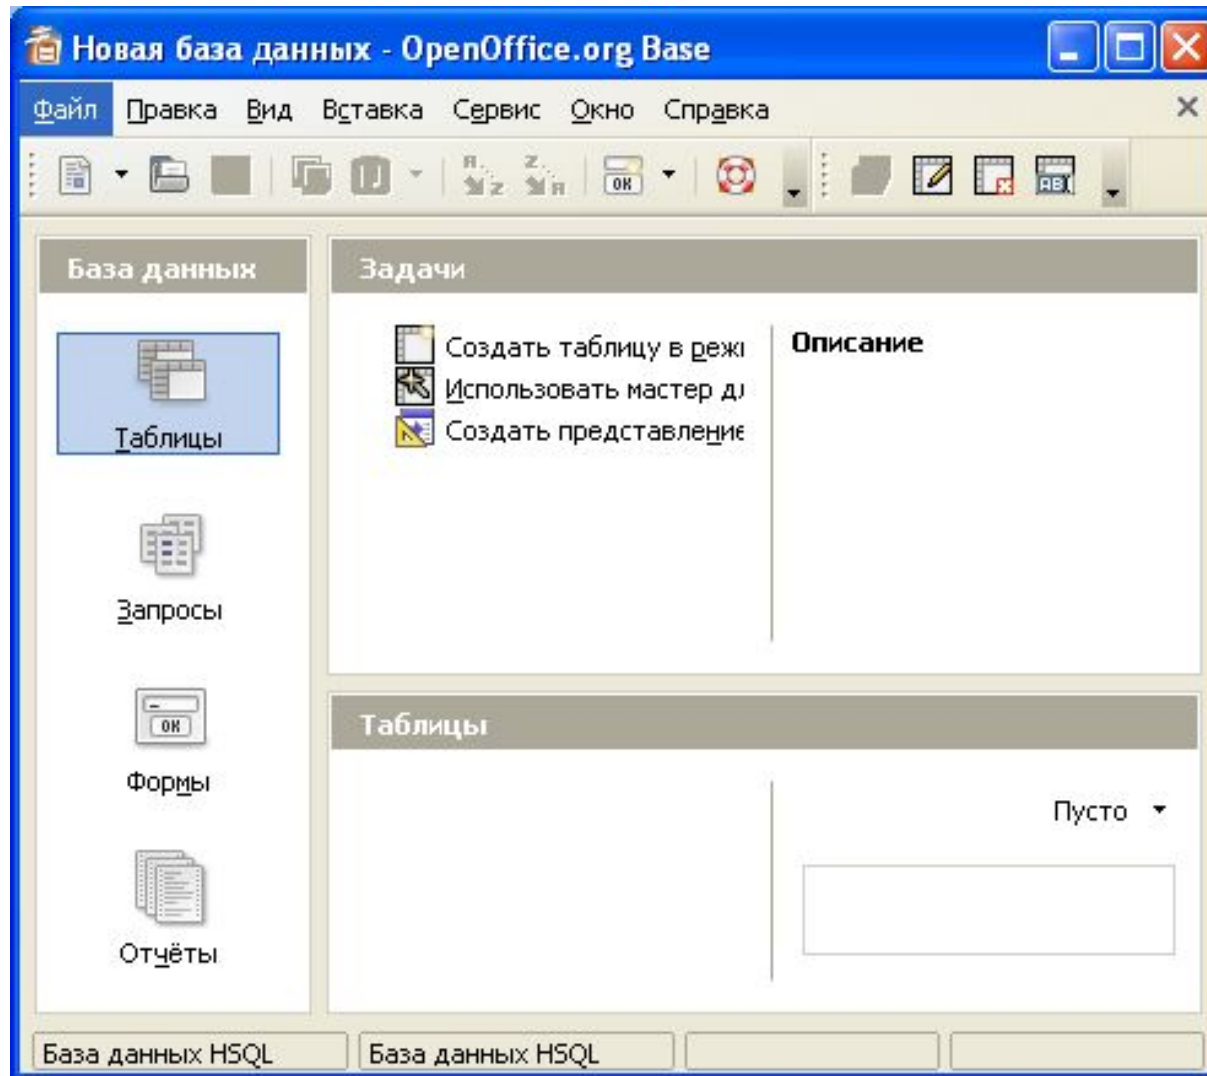 Новая база данных - OpenOffice.org Base
Файл Правка Вид Вставка Сервис Окно Справка
База данных
Задачи
Таблицы
Запросы
Формы
Отчёты
Создать таблицу в режи
Использовать мастер дл
Создать представление
Описание
Таблицы
Пусто
База данных HSQL База данных HSQL